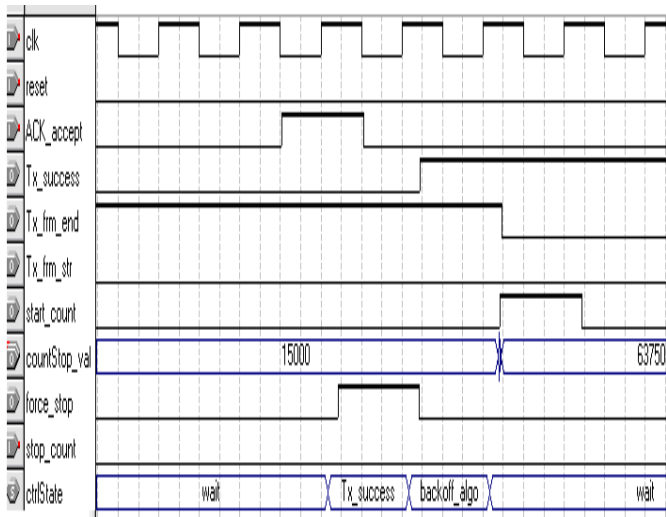 clk
reset
ACK_accept
Tx_success
Tx_frm_end
Tx_frm_str
start_count
countStop_val 15000 63750
force_stop
stop_count
ctrlState wait Tx_success backoff_algo wait